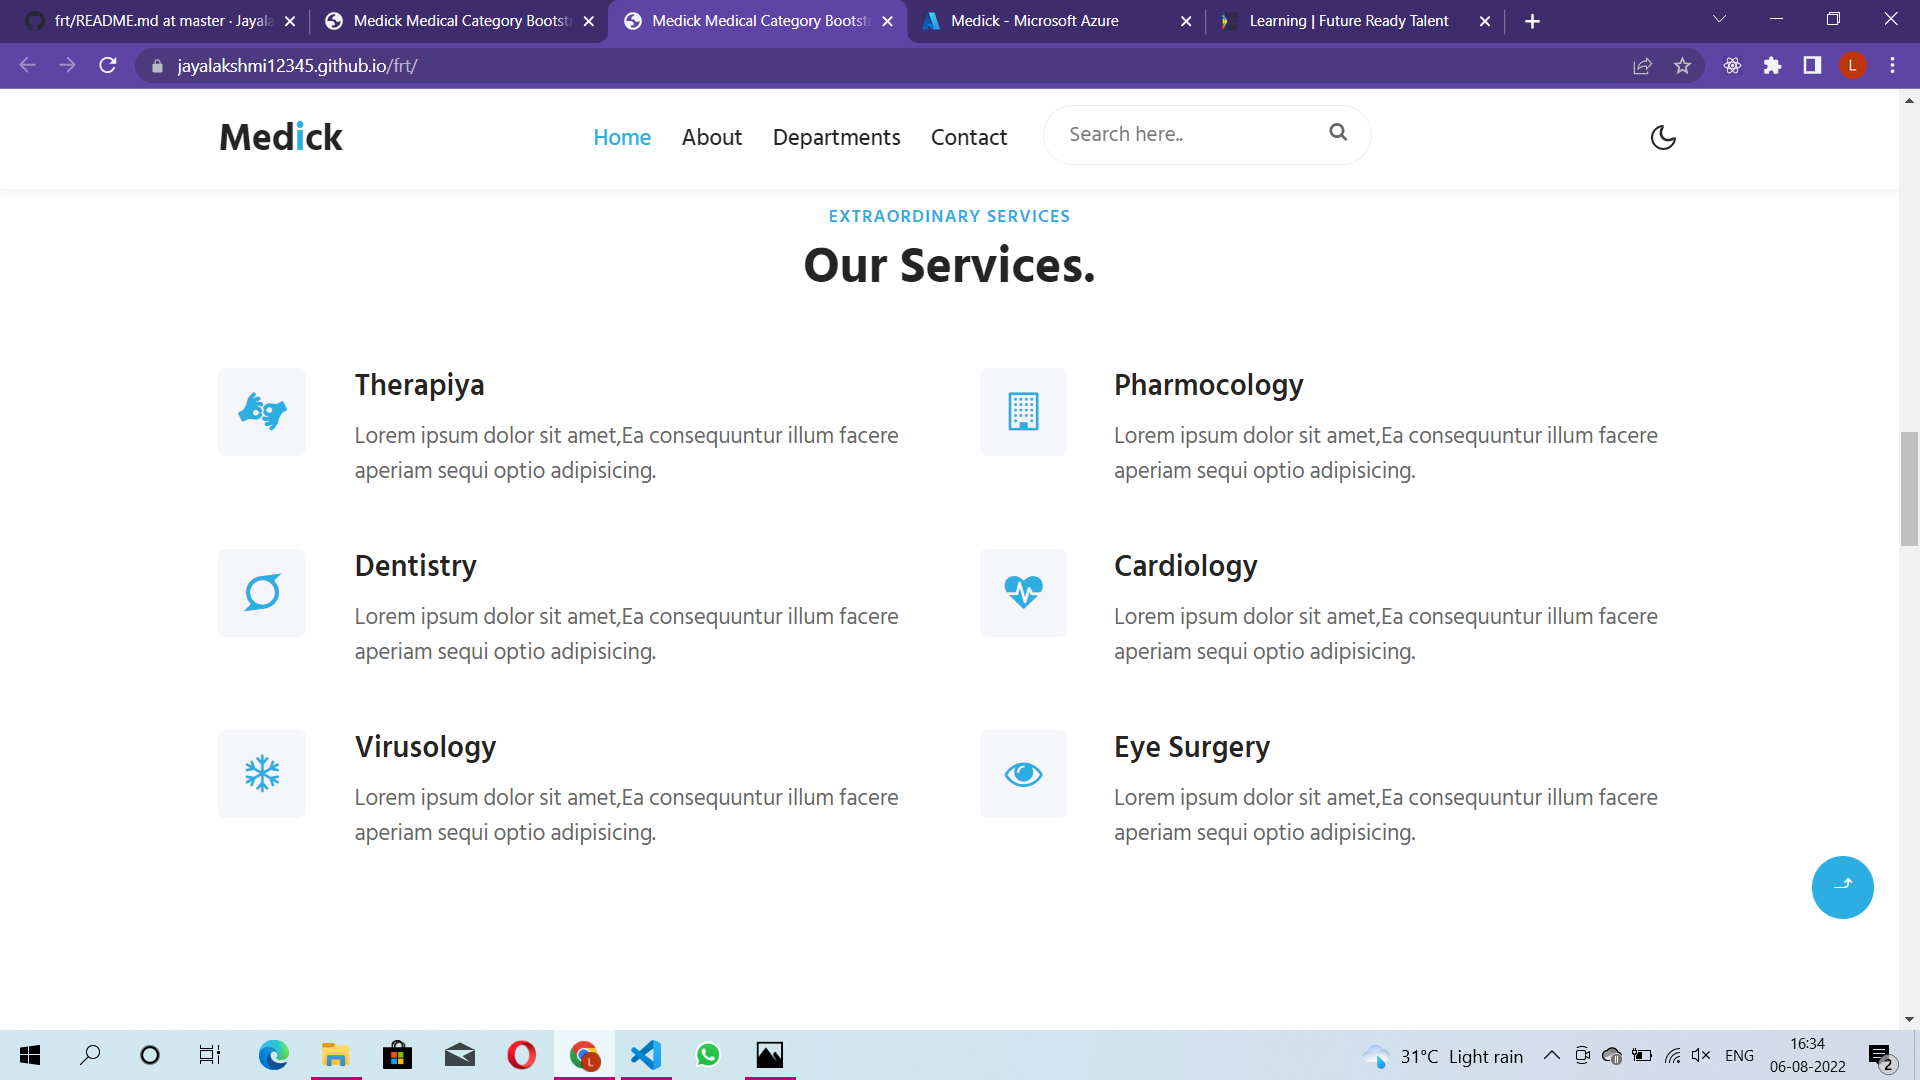 frt/README.md at master · Jayala
Medick Medical Category Bootst
Medick Medical Category Bootst
Medick - Microsoft Azure
Learning | Future Ready Talent
jayalakshmi12345.github.io/frt/
L
Medick
Home
About
Departments
Contact
Search here..
EXTRAORDINARY SERVICES
Our Services.
Therapiya
Lorem ipsum dolor sit amet,Ea consequuntur illum facere
aperiam sequi optio adipisicing.
Pharmocology
Lorem ipsum dolor sit amet,Ea consequuntur illum facere
aperiam sequi optio adipisicing.
Dentistry
Lorem ipsum dolor sit amet,Ea consequuntur illum facere
aperiam sequi optio adipisicing.
Cardiology
Lorem ipsum dolor sit amet,Ea consequuntur illum facere
aperiam sequi optio adipisicing.
Virusology
Lorem ipsum dolor sit amet,Ea consequuntur illum facere
aperiam sequi optio adipisicing.
Eye Surgery
Lorem ipsum dolor sit amet,Ea consequuntur illum facere
aperiam sequi optio adipisicing.
L
31°C Light rain
ENG
16:34
06-08-2022
2